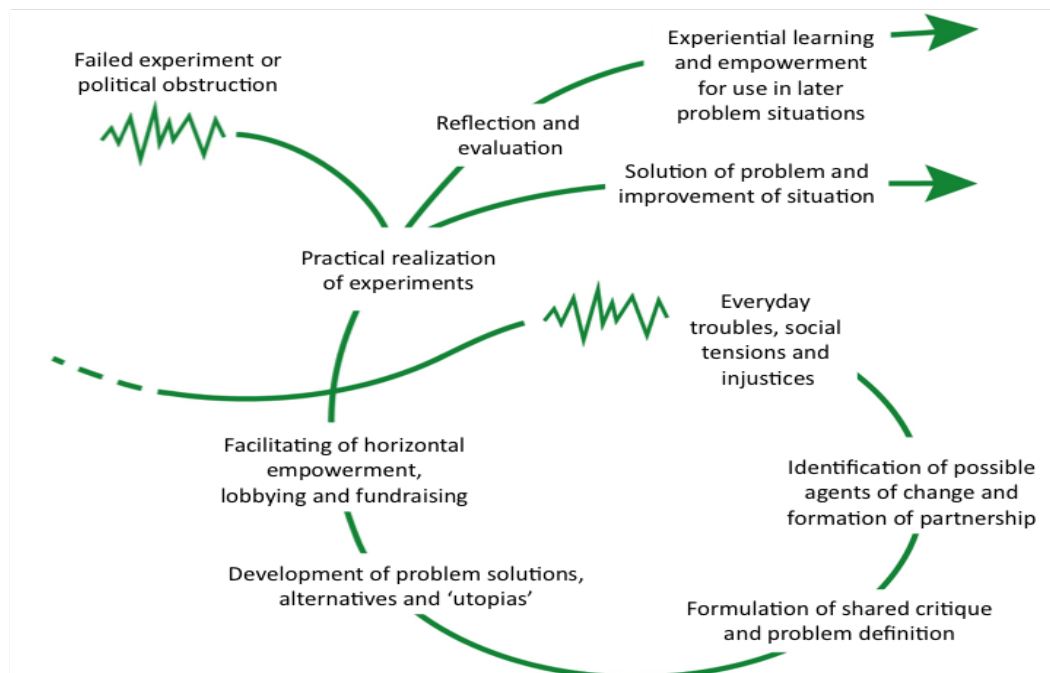 Failed experiment or
political obstruction
Experiential learning
and empowerment
for use in later
problem situations
Reflection and
evaluation
Solution of problem and
improvement of situation
Practical realization
of experiments
Everyday
troubles, social
tensions and
injustices
Facilitating of horizontal
empowerment,
lobbying and fundraising
Identification of possible
agents of change and
formation of partnership
Development of problem solutions,
alternatives and ‘utopias’
Formulation of shared critique
and problem definition